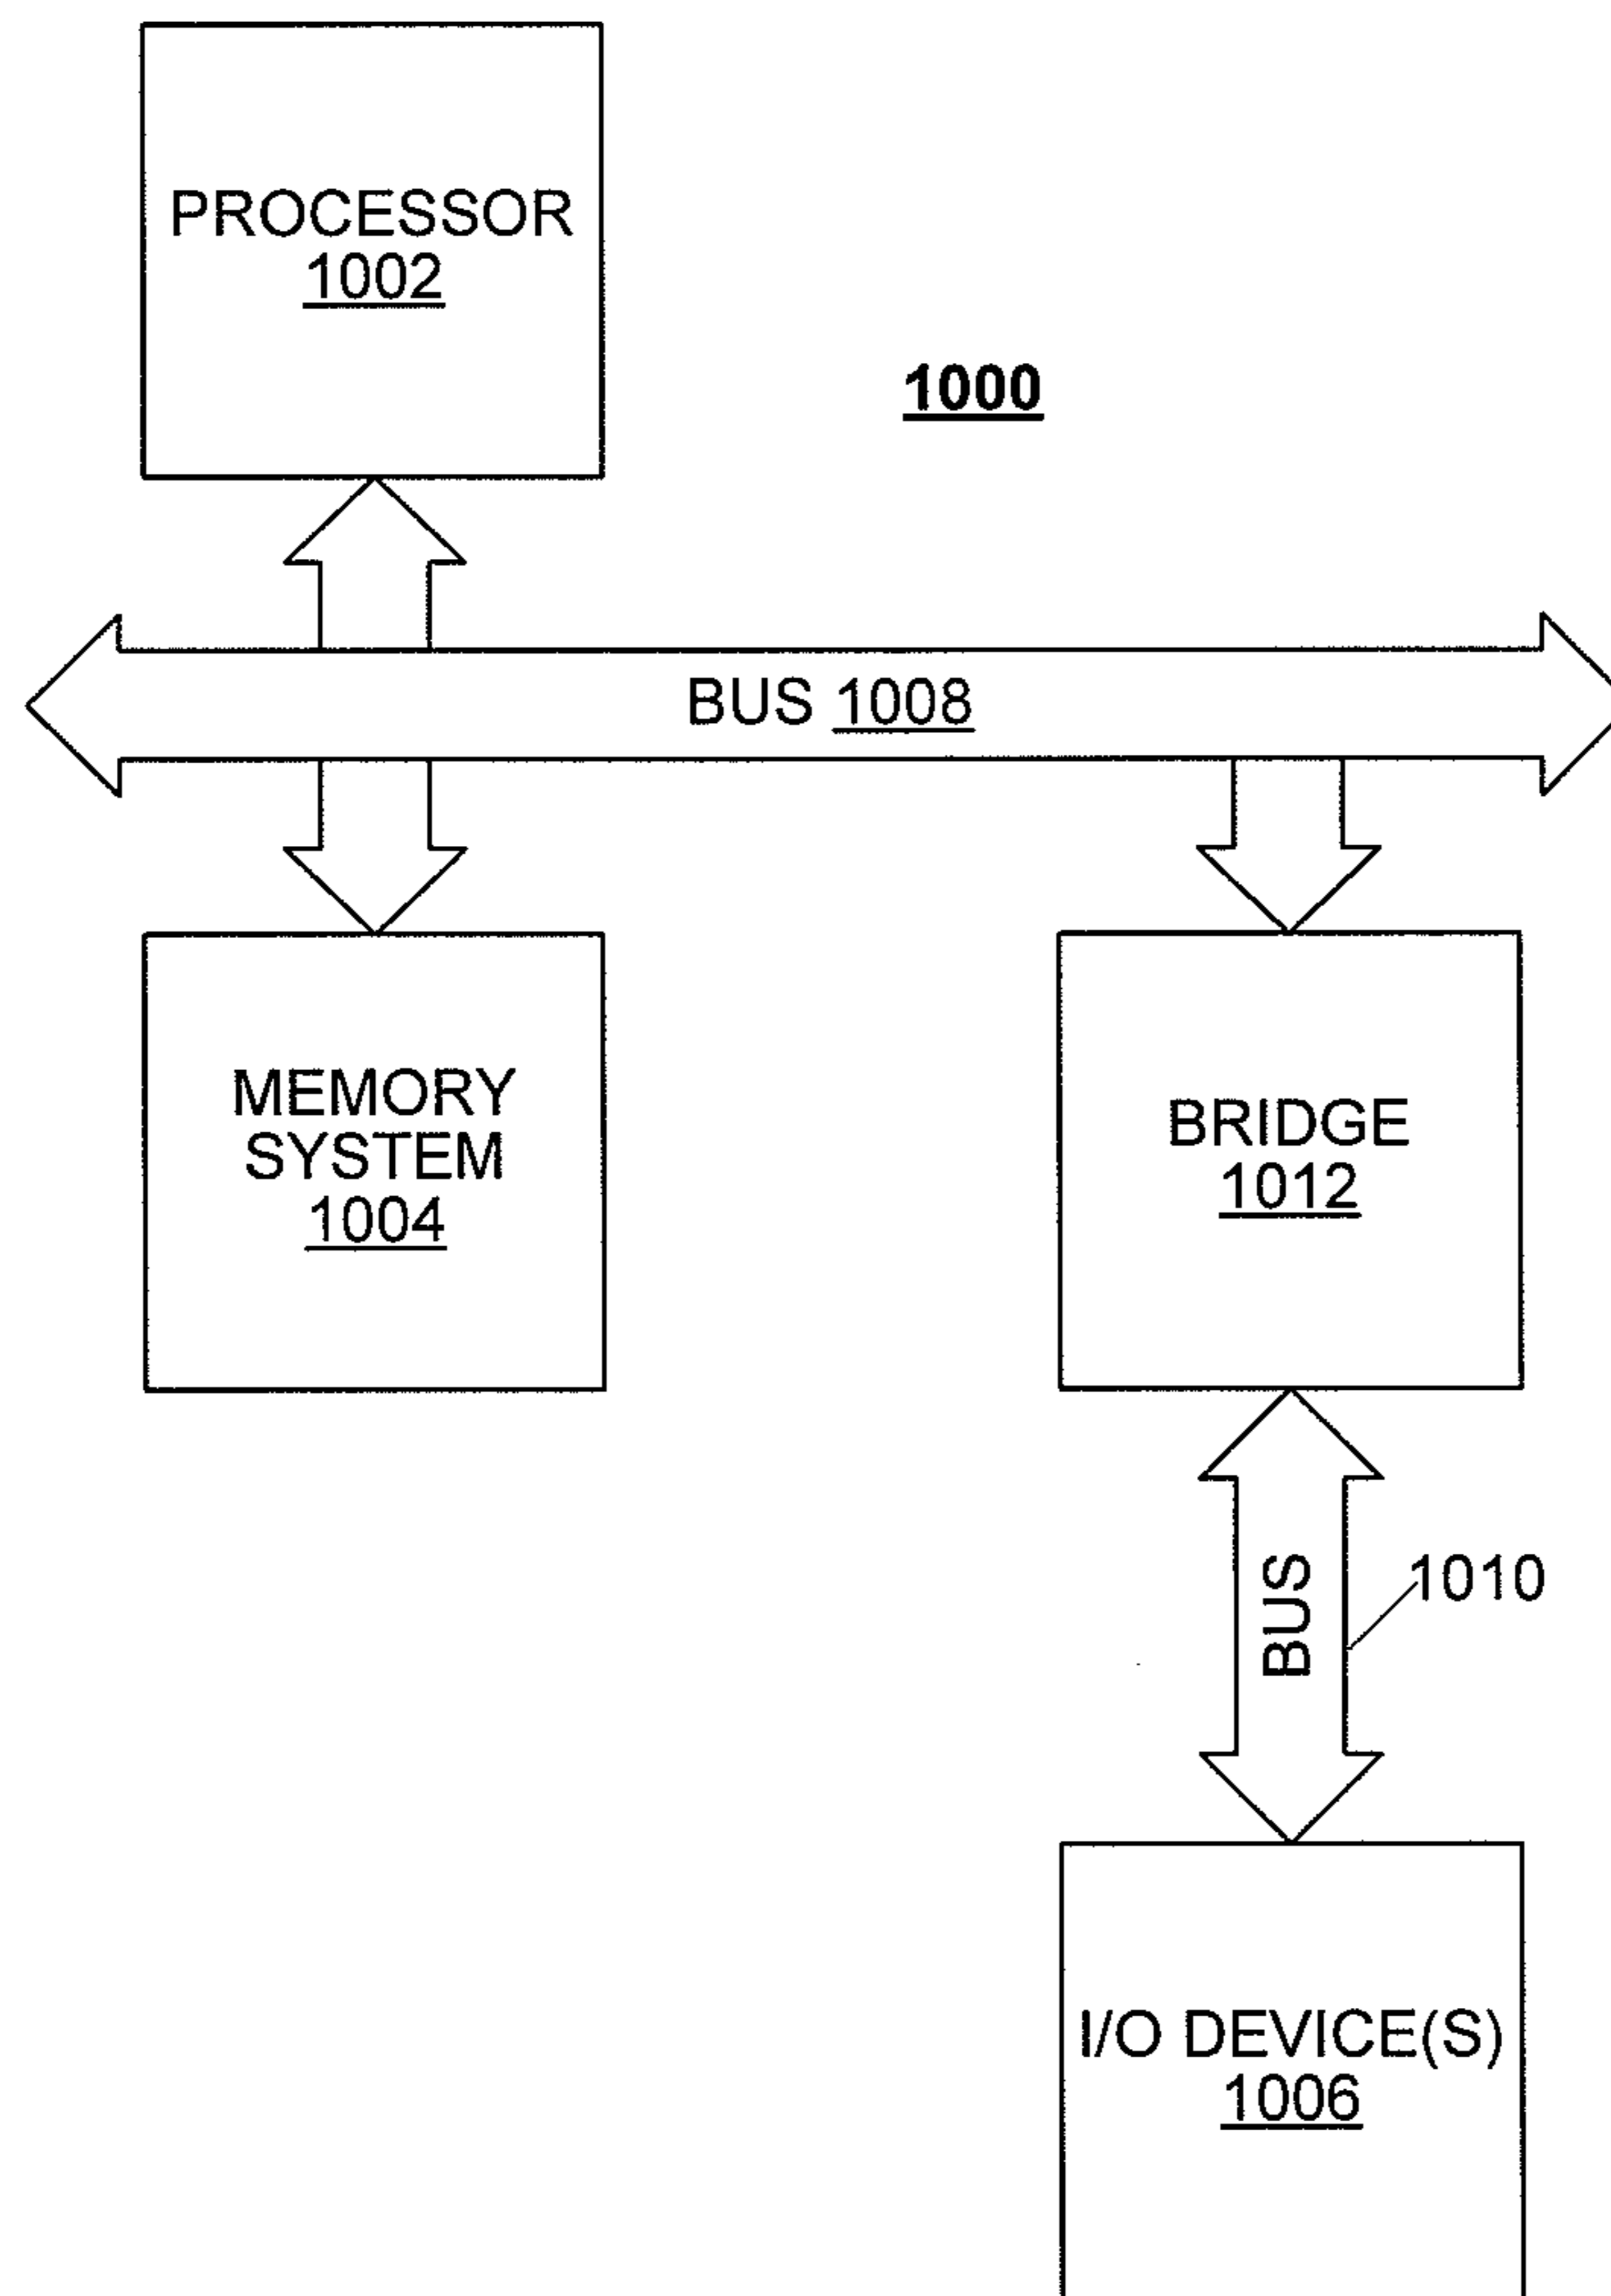 PROCESSOR
1002
1000
BUS 1008
MEMORY
SYSTEM
1004
BRIDGE
1012
BUS
1010
I/O DEVICE(S)
1006